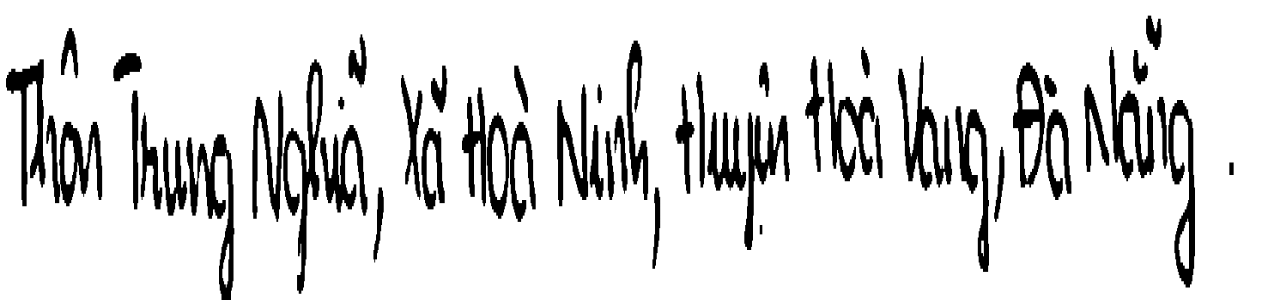 Thôn Trung Nghĩa, Xã Hoà Ninh, Huyện Hoà Vang, Đà Nẵng.